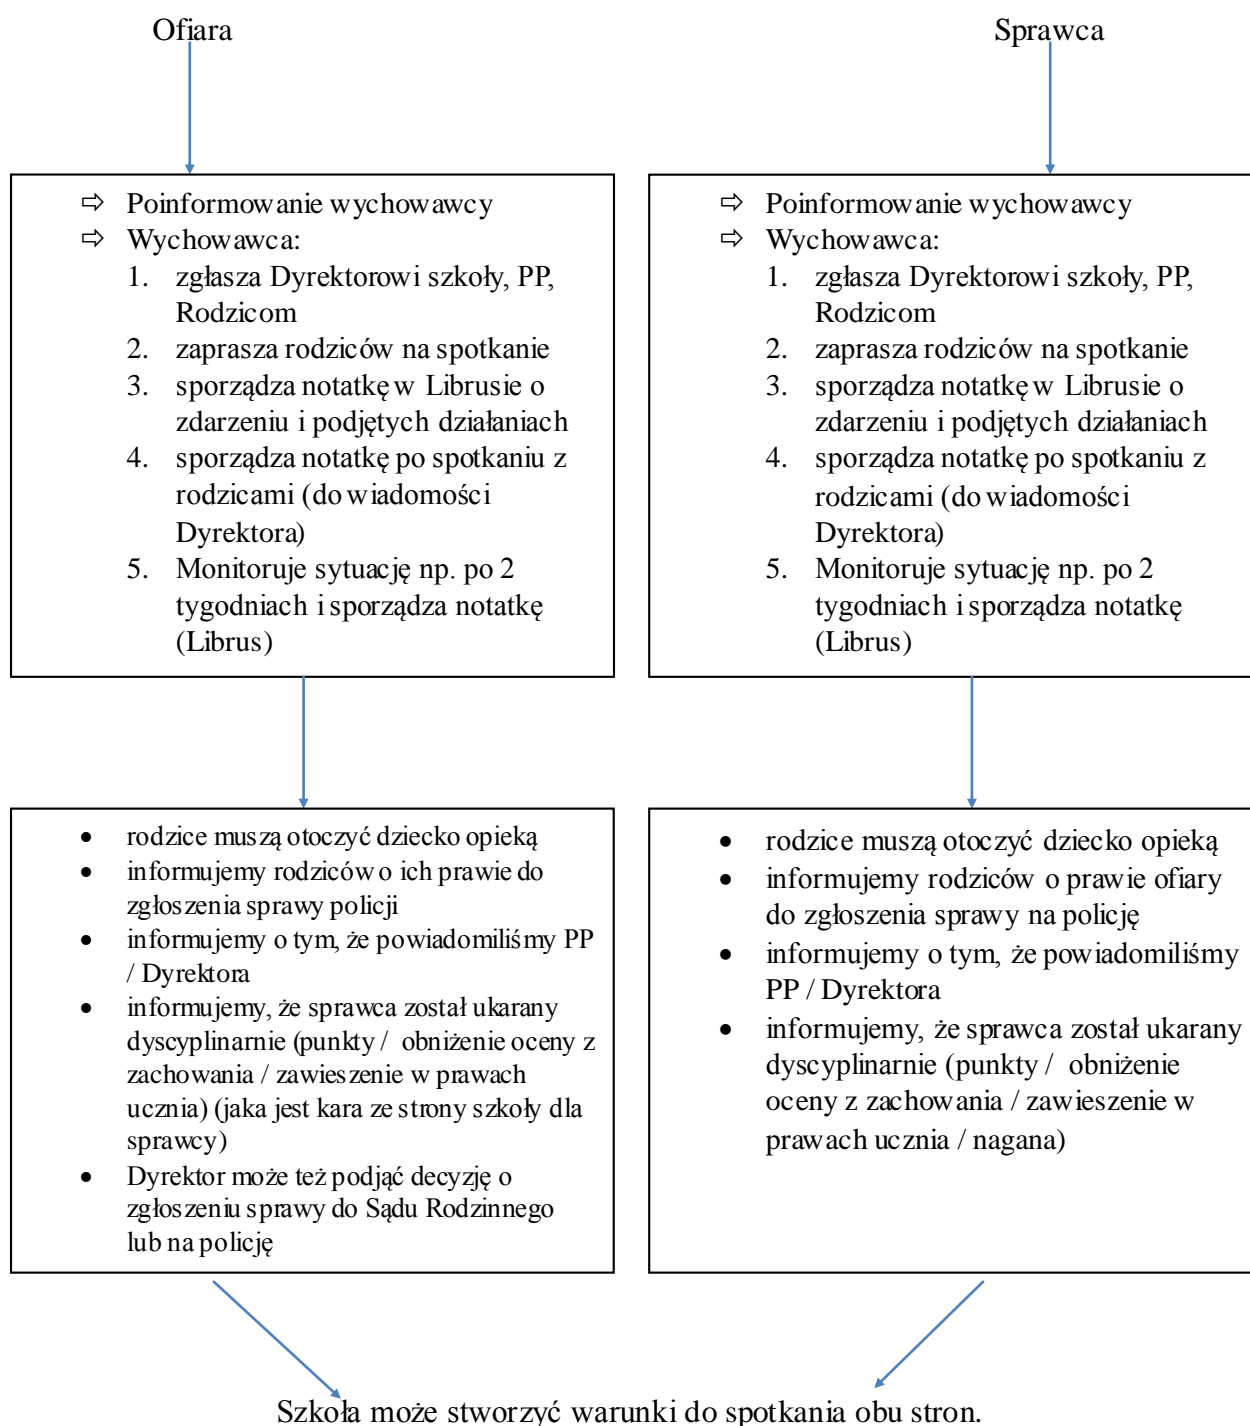 Ofiara
Sprawca
⇨ Poinformowanie wychowawcy
⇨ Wychowawca:
1. zgłasza Dyrektorowi szkoły, PP,
Rodzicom
2. zaprasza rodziców na spotkanie
3. sporządza notatkę w Librusie o
zdarzeniu i podjętych działaniach
4. sporządza notatkę po spotkaniu z
rodzicami (do wiadomości
Dyrektora)
5. Monitoruje sytuację np. po 2
tygodniach i sporządza notatkę
(Librus)
⇨ Poinformowanie wychowawcy
⇨ Wychowawca:
1. zgłasza Dyrektorowi szkoły, PP,
Rodzicom
2. zaprasza rodziców na spotkanie
3. sporządza notatkę w Librusie o
zdarzeniu i podjętych działaniach
4. sporządza notatkę po spotkaniu z
rodzicami (do wiadomości
Dyrektora)
5. Monitoruje sytuację np. po 2
tygodniach i sporządza notatkę
(Librus)
• rodzice muszą otoczyć dziecko opieką
• informujemy rodziców o ich prawie do
zgłoszenia sprawy policji
• informujemy o tym, że powiadomiliśmy PP
/ Dyrektora
• informujemy, że sprawca został ukarany
dyscyplinarnie (punkty / obniżenie oceny z
zachowania / zawieszenie w prawach
ucznia) (jaka jest kara ze strony szkoły dla
sprawcy)
• Dyrektor może też podjąć decyzję o
zgłoszeniu sprawy do Sądu Rodzinnego
lub na policję
• rodzice muszą otoczyć dziecko opieką
• informujemy rodziców o prawie ofiary
do zgłoszenia sprawy na policję
• informujemy o tym, że powiadomiliśmy
PP / Dyrektora
• informujemy, że sprawca został ukarany
dyscyplinarnie (punkty / obniżenie
oceny z zachowania / zawieszenie w
prawach ucznia / nagana)
Szkoła może stworzyć warunki do spotkania obu stron.